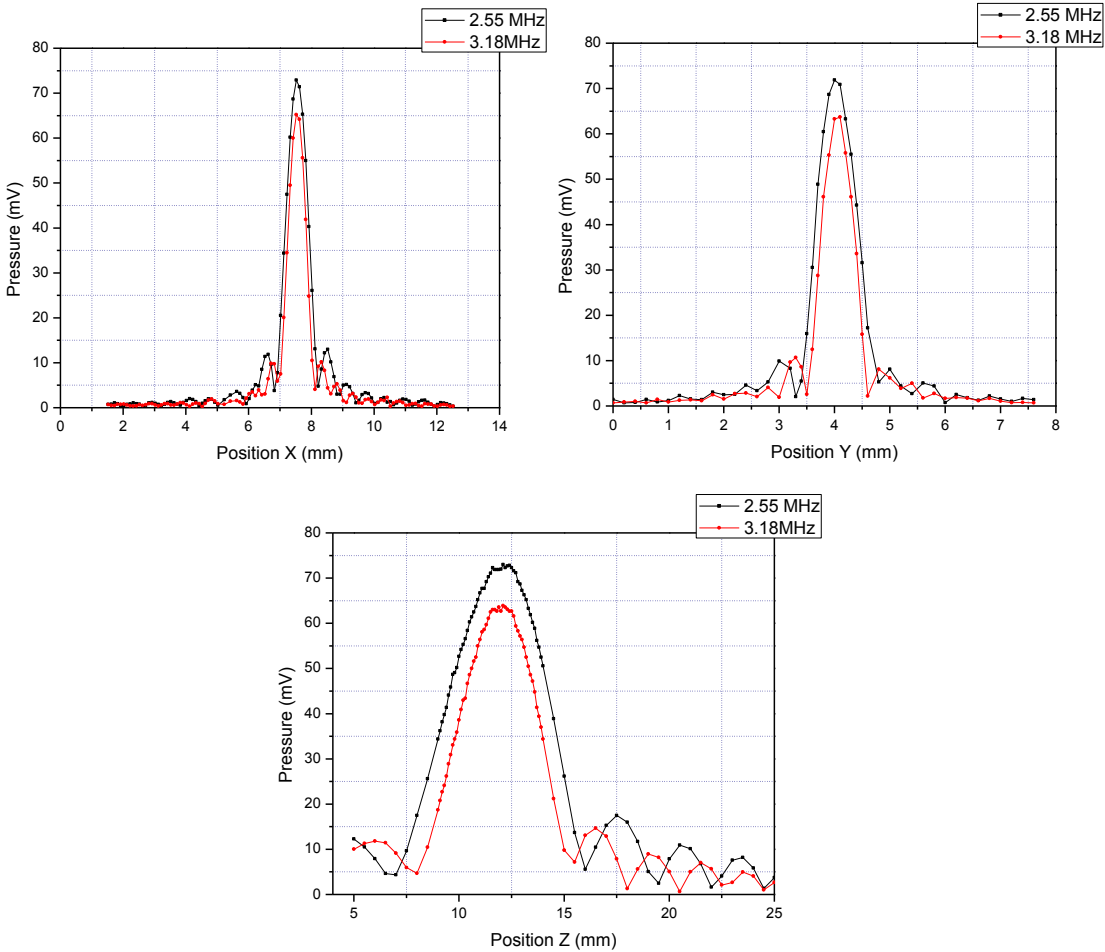 2.55 MHz
3.18MHz
80
70
60
50
40
30
20
10
0
Pressure (mV)
0 2 4 6 8 10 12 14
Position X (mm)
2.55 MHz
3.18 MHz
80
70
60
50
40
30
20
10
0
Pressure (mV)
0 1 2 3 4 5 6 7 8
Position Y (mm)
2.55 MHz
3.18MHz
80
70
60
50
40
30
20
10
0
Pressure (mV)
5 10 15 20 25
Position Z (mm)